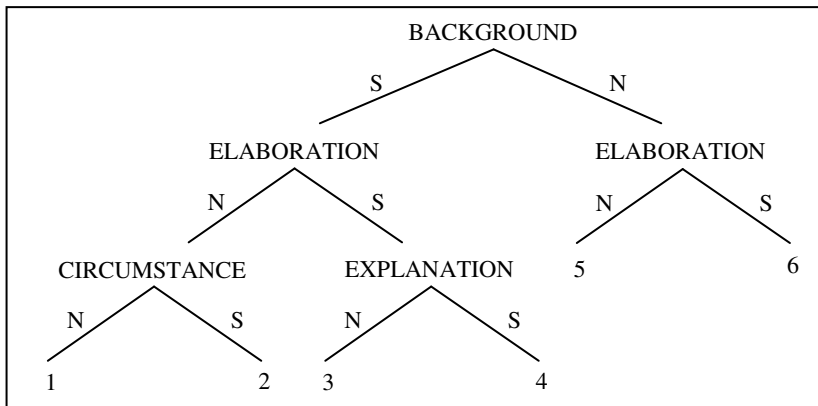 BACKGROUND
S N
ELABORATION ELABORATION
N S N S
CIRCUMSTANCE EXPLANATION 5 6
N S N S
1 2 3 4